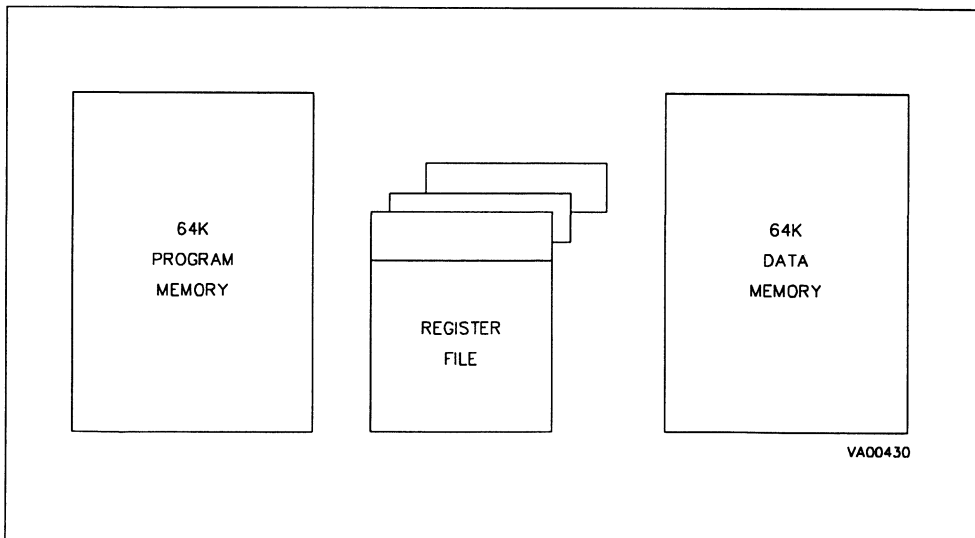 64K
PROGRAM
MEMORY
REGISTER
FILE
64K
DATA
MEMORY
VA00430